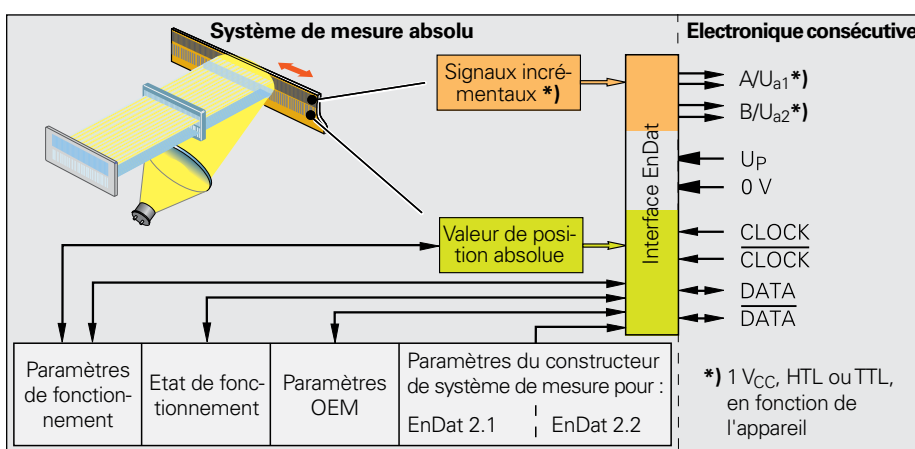 Système de mesure absolu
Electronique consécutive
Signaux incré-
mentaux *)
A/Ua1*)
B/Ua2*)
Interface EnDat
UP
0 V
Valeur de posi-
tion absolue
CLOCK
CLOCK
DATA
DATA
Paramètres
de fonction-
nement
Etat de fonc-
tionnement
Paramètres
OEM
Paramètres du constructeur
de système de mesure pour :
EnDat 2.1
EnDat 2.2
*) 1 VCC, HTL ou TTL,
en fonction de
l'appareil